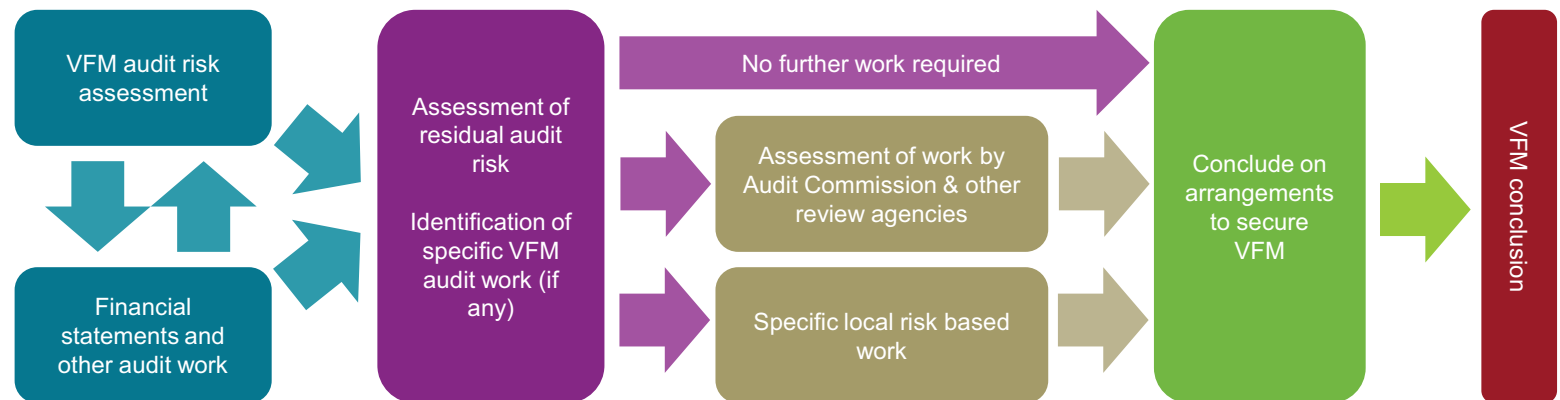 VFM audit risk
assessment
Financial
statements and
other audit work
Assessment of
residual audit
risk
Identification of
specific VFM
audit work (if
any)
No further work required
Assessment of work by
Audit Commission & other
review agencies
Specific local risk based
work
Conclude on
arrangements
to secure
VFM
VFM conclusion